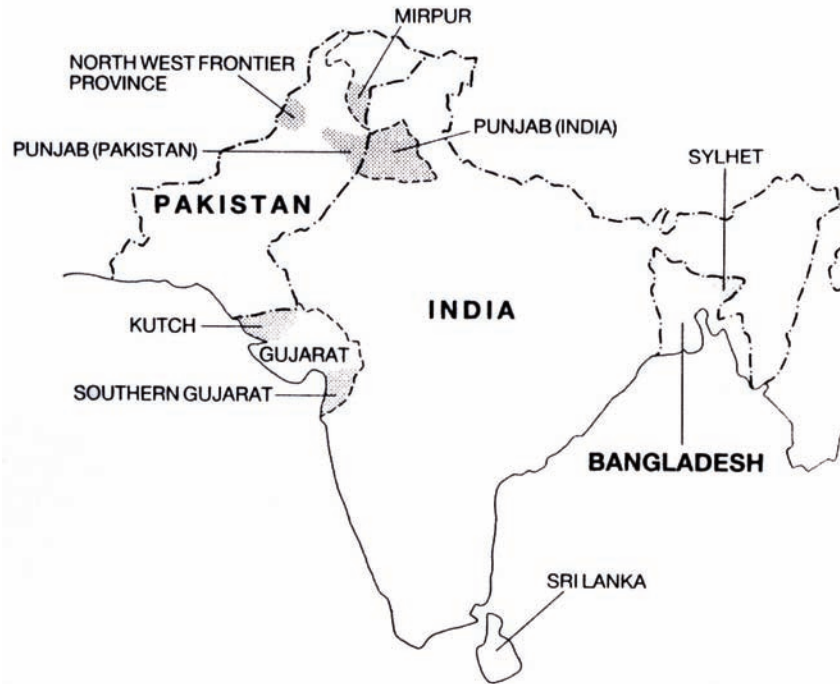 MIRPUR
NORTH WEST FRONTIER
PROVINCE
PUNJAB (INDIA)
PUNJAB (PAKISTAN)
SYLHET
PAKISTAN
INDIA
KUTCH
GUJARAT
SOUTHERN GUJARAT
BANGLADESH
SRI LANKA